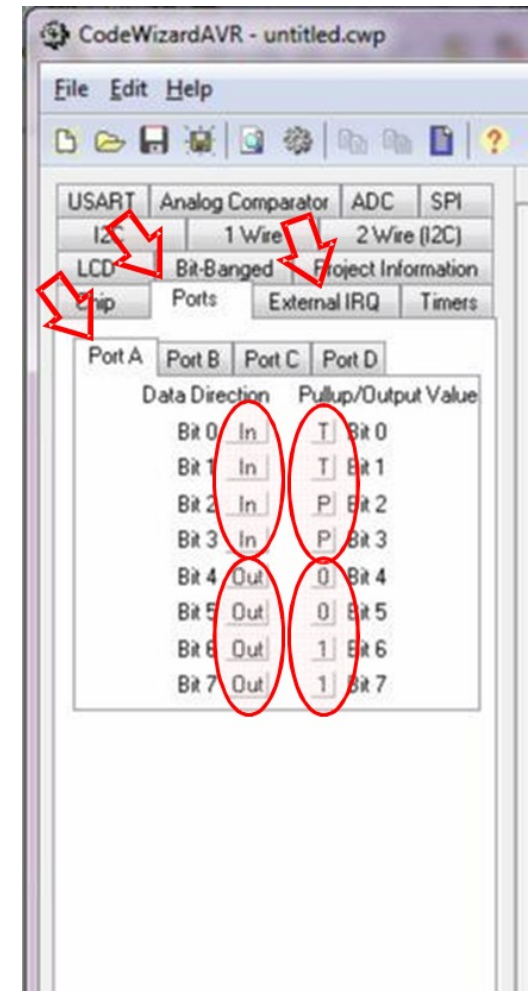 CodeWizardAVR - untitled.cwp
File Edit Help
USART Analog Comparator ADC SPI
I2C 1 Wire 2 Wire (I2C)
LCD Bit-Banged Project Information
Chip Ports External IRQ Timers
Port A Port B Port C Port D
Data Direction Pullup/Output Value
Bit 0 In T Bit 0
Bit 1 In T Bit 1
Bit 2 In P Bit 2
Bit 3 In P Bit 3
Bit 4 Out 0 Bit 4
Bit 5 Out 0 Bit 5
Bit 6 Out 1 Bit 6
Bit 7 Out 1 Bit 7